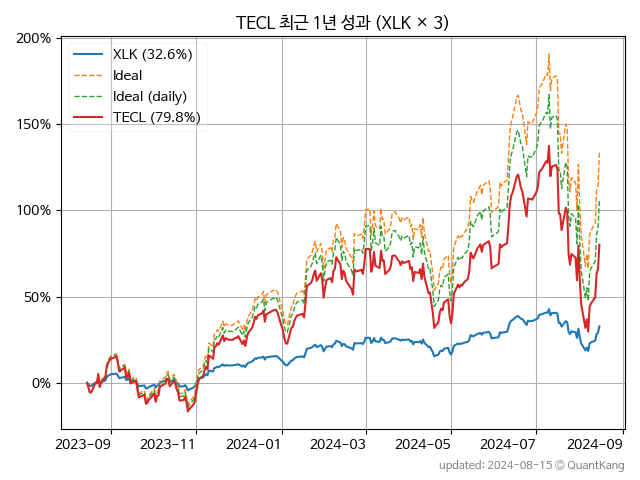 TECL 최근 1년 성과 (XLK × 3)
200%
150%
100%
50%
0%
XLK (32.6%)
Ideal
Ideal (daily)
TECL (79.8%)
2023-09 2023-11 2024-01 2024-03 2024-05 2024-07 2024-09
updated: 2024-08-15 © QuantKang